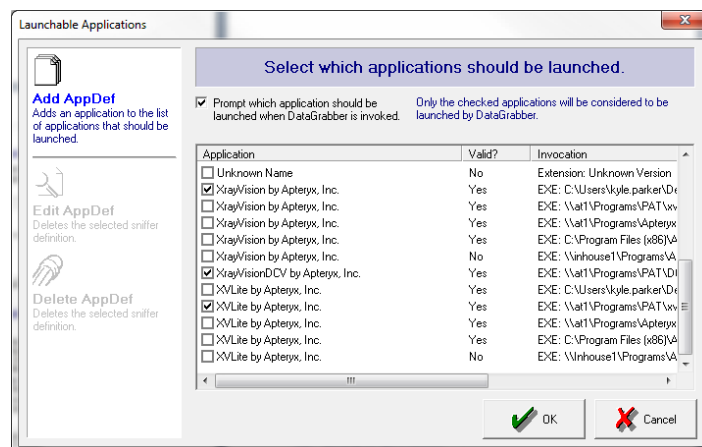 Launchable Applications
Select which applications should be launched.
Add AppDef
Adds an application to the list
of applications that should be
launched.
Edit AppDef
Deletes the selected sniffer
definition.
Delete AppDef
Deletes the selected sniffer
definition.
Prompt which application should be
launched when DataGrabber is invoked.
Only the checked applications will be considered to be
launched by DataGrabber.
Application Valid? Invocation
Unknown Name No Extension: Unknown Version
XrayVision by Apteryx, Inc. Yes EXE: C:\Users\kyle.parker\De
XrayVision by Apteryx, Inc. Yes EXE: \\at1\Programs\PAT\xv
XrayVision by Apteryx, Inc. Yes EXE: \\at1\Programs\Apteryx
XrayVision by Apteryx, Inc. Yes EXE: C:\Program Files (x86)\A
XrayVision by Apteryx, Inc. No EXE: \\inhouse1\Programs\A
XrayVisionDCV by Apteryx, Inc. Yes EXE: \\at1\Programs\PAT\D
XVLite by Apteryx, Inc. Yes EXE: C:\Users\kyle.parker\De
XVLite by Apteryx, Inc. Yes EXE: \\at1\Programs\PAT\xv
XVLite by Apteryx, Inc. Yes EXE: \\at1\Programs\Apteryx
XVLite by Apteryx, Inc. Yes EXE: C:\Program Files (x86)\A
XVLite by Apteryx, Inc. No EXE: \\Inhouse1\Programs\A
OK Cancel